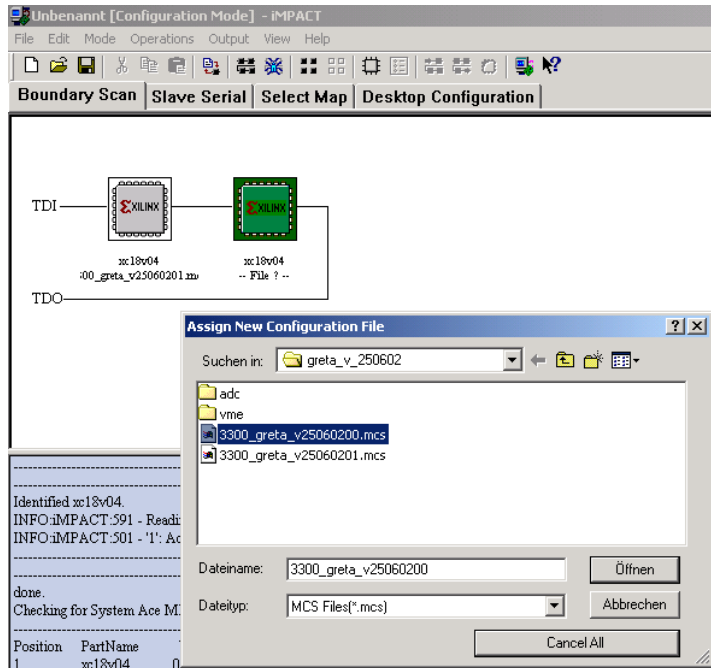 Unbenannt [Configuration Mode] - iMPACT
File Edit Mode Operations Output View Help
Boundary Scan Slave Serial Select Map Desktop Configuration
TDI
XILINX XILINX
xc18v04 xc18v04
-- File ? --
TDO
Assign New Configuration File
Suchen in: greta_v_250602
adc
vme
3300_greta_v25060200.mcs
3300_greta_v25060201.mcs
Dateiname: 3300_greta_v25060200 Öffnen
Dateityp: MCS Files(*.mcs) Abbrechen
Cancel All
Identified xc18v04.
INFO:iMPACT:591 -
INFO:iMPACT:501 - '1':
done.
Checking for System Ace
Position PartName
1 xc18v04